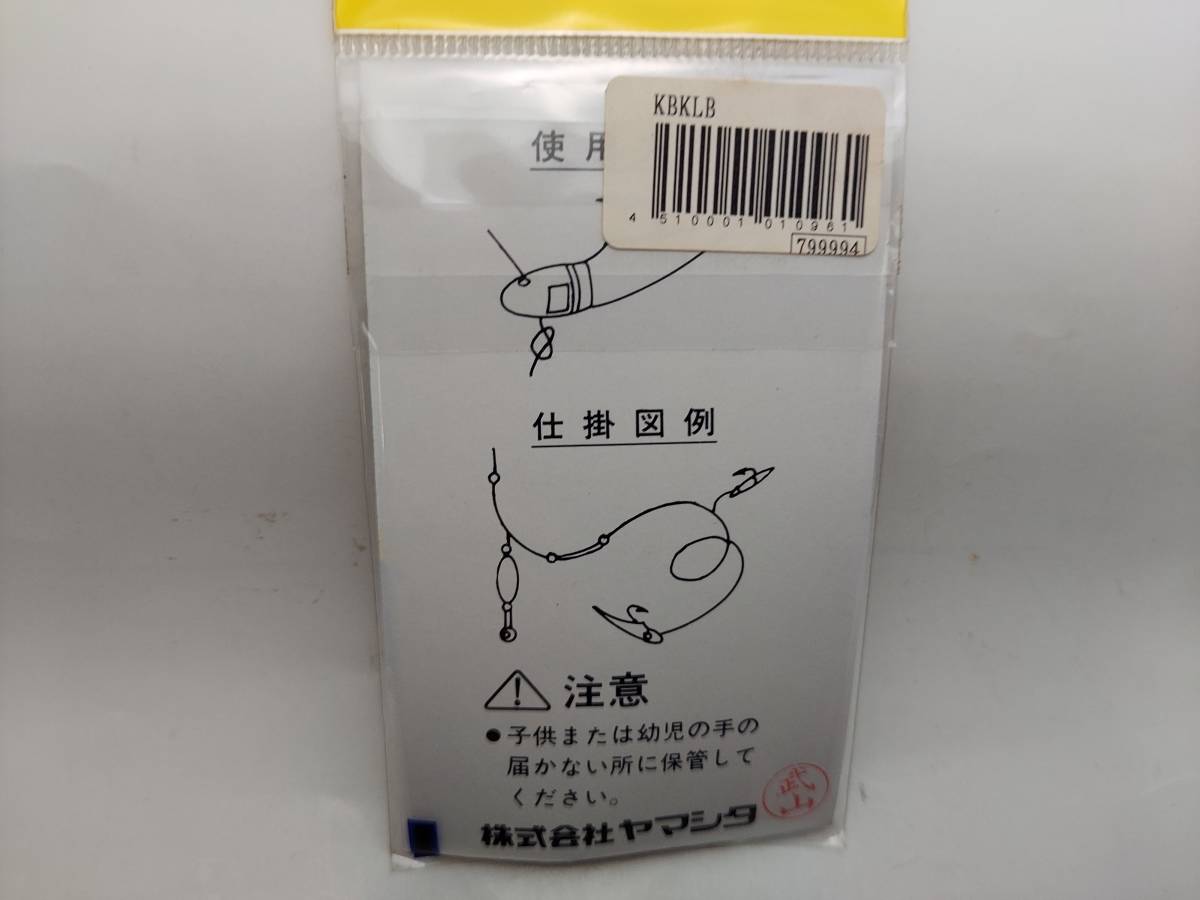 KBKLB
4 510001 010961
799994
使用
仕掛図例
注意
●子供または幼児の手の
届かない所に保管して
ください。
武山
株式会社ヤマシタ